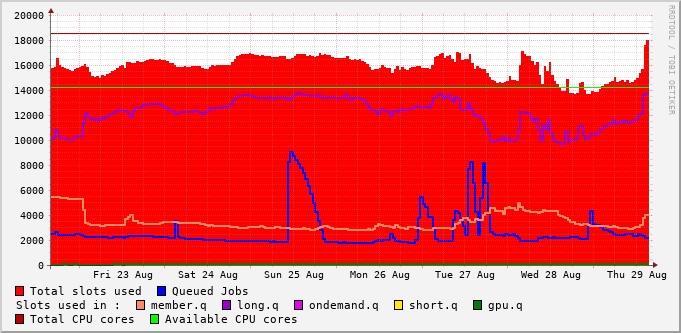 20000
18000
16000
14000
12000
10000
8000
6000
4000
2000
0
Fri 23 Aug Sat 24 Aug Sun 25 Aug Mon 26 Aug Tue 27 Aug Wed 28 Aug Thu 29 Aug
Total slots used Queued Jobs
Slots used in : member.q long.q ondemand.q short.q gpu.q
Total CPU cores Available CPU cores
RRDTOOL / TOBI OETIKER